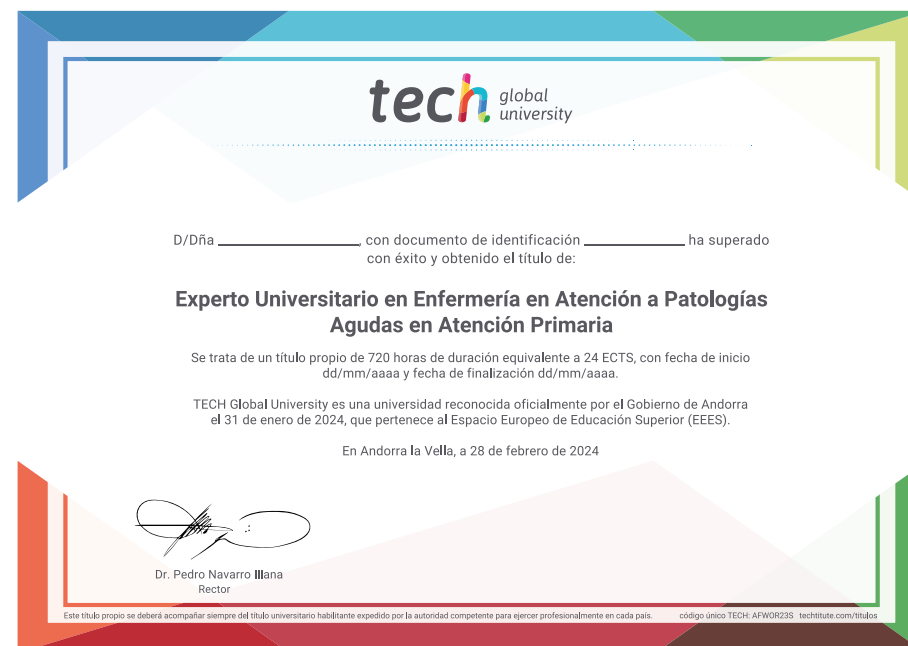 tech global
university
D/Dña ____________, con documento de identificación ____________ ha superado
con éxito y obtenido el título de:
Experto Universitario en Enfermería en Atención a Patologías
Agudas en Atención Primaria
Se trata de un título propio de 720 horas de duración equivalente a 24 ECTS, con fecha de inicio
dd/mm/aaaa y fecha de finalización dd/mm/aaaa.
TECH Global University es una universidad reconocida oficialmente por el Gobierno de Andorra
el 31 de enero de 2024, que pertenece al Espacio Europeo de Educación Superior (EEES).
En Andorra la Vella, a 28 de febrero de 2024
Dr. Pedro Navarro Illana
Rector
Este título propio se deberá acompañar siempre del título universitario habilitante expedido por la autoridad competente para ejercer profesionalmente en cada país. código único TECH: AFWOR23S techtitute.com/titulos